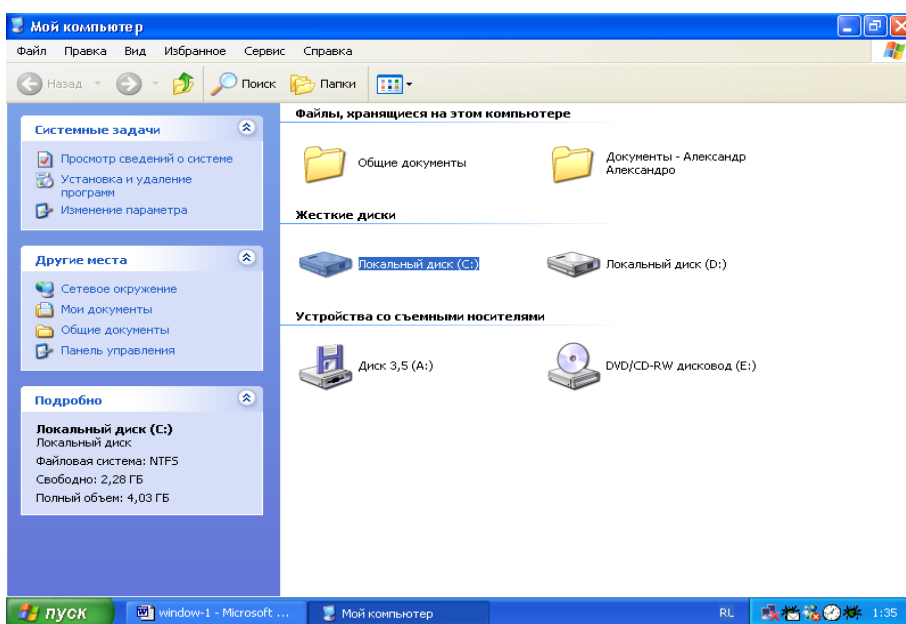 Мой компьютер
Файл Правка Вид Избранное Сервис Справка
Назад Поиск Папки
Системные задачи
Просмотр сведений о системе
Установка и удаление
программ
Изменение параметра
Другие места
Сетевое окружение
Мои документы
Общие документы
Панель управления
Подробно
Локальный диск (C:)
Локальный диск
Файловая система: NTFS
Свободно: 2,28 ГБ
Полный объем: 4,03 ГБ
Файлы, хранящиеся на этом компьютере
Общие документы
Документы - Александр
Александро
Жесткие диски
Локальный диск (C:)
Локальный диск (D:)
Устройства со съемными носителями
Диск 3,5 (A:)
DVD/CD-RW дисковод (E:)
пуск
window-1 - Microsoft ...
Мой компьютер
RL
1:35